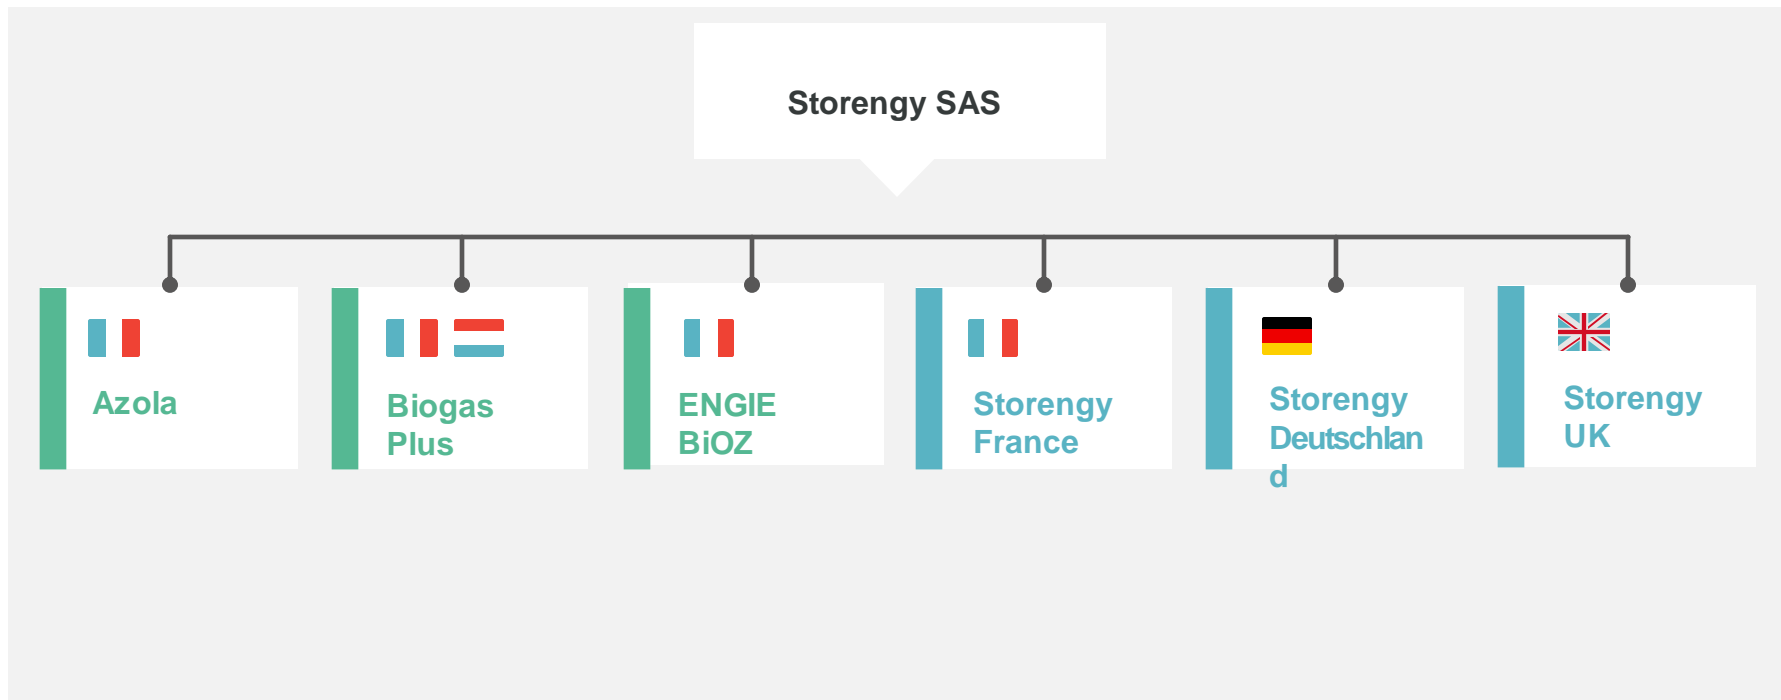 Storengy SAS
Azola
Biogas
Plus
ENGIE
BiOZ
Storengy
France
Storengy
Deutschlan
d
Storengy
UK